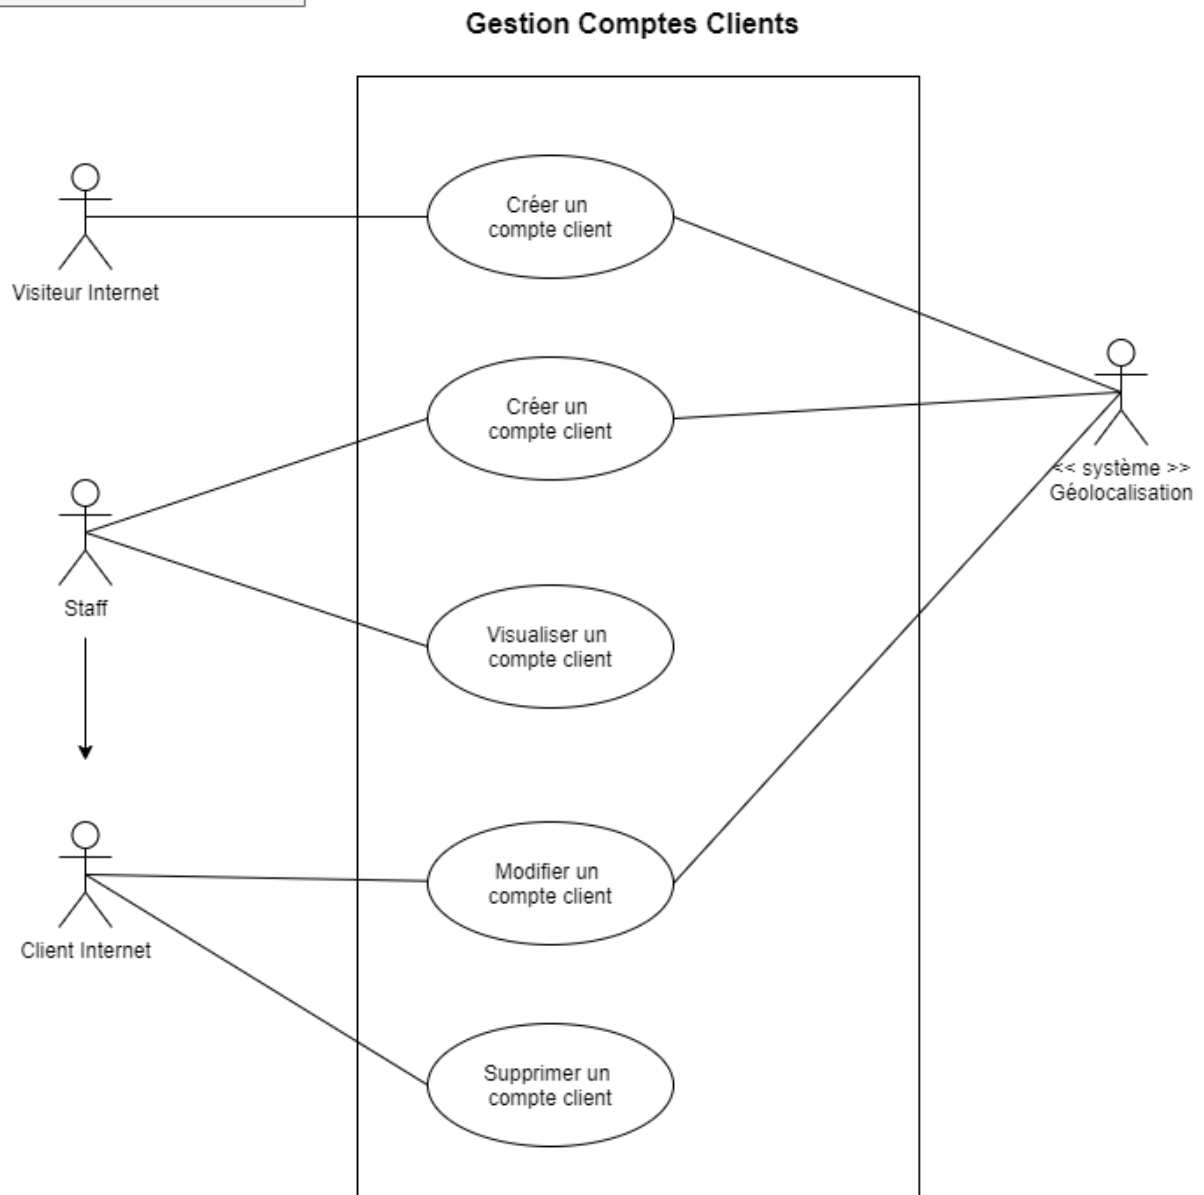 Gestion Comptes Clients
Créer un
compte client
Visiteur Internet
Créer un
compte client
<< système >>
Géolocalisation
Staff
Visualiser un
compte client
Modifier un
compte client
Client Internet
Supprimer un
compte client